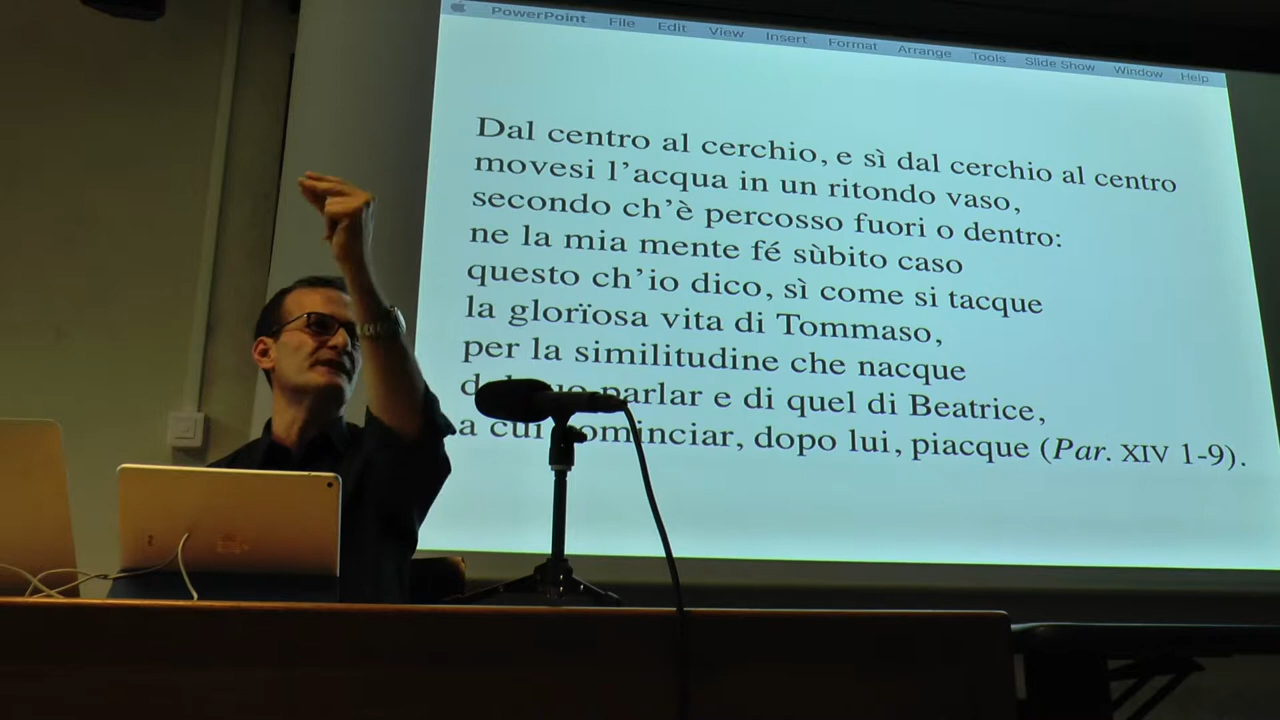 PowerPoint File Edit View Insert Format Arrange Tools Slide Show Window Help
Dal centro al cerchio, e sì dal cerchio al centro
movesi l'acqua in un ritondo vaso,
secondo ch'è percosso fuori o dentro:
ne la mia mente fé sùbito caso
questo ch'io dico, sì come si tacque
la glorïosa vita di Tommaso,
per la similitudine che nacque
parlar e di quel di Beatrice,
a cui cominciar, dopo lui, piacque (Par. XIV 1-9).